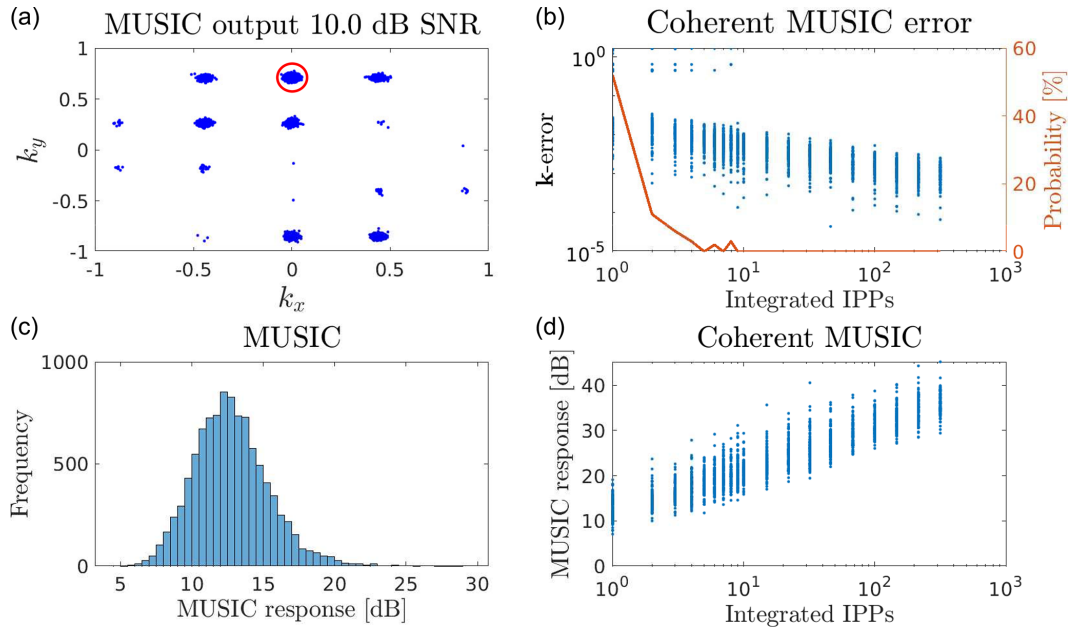 (a)
MUSIC output 10.0 dB SNR
1
0.5
0
-0.5
-1
k_y
-1
-0.5
0
0.5
1
k_x
(b)
Coherent MUSIC error
10^0
10^-5
k-error
60
40
20
0
Probability [%]
10^0
10^1
10^2
10^3
Integrated IPPs
(c)
MUSIC
1000
500
0
Frequency
5
10
15
20
25
30
MUSIC response [dB]
(d)
Coherent MUSIC
40
30
20
10
0
MUSIC response [dB]
10^0
10^1
10^2
10^3
Integrated IPPs